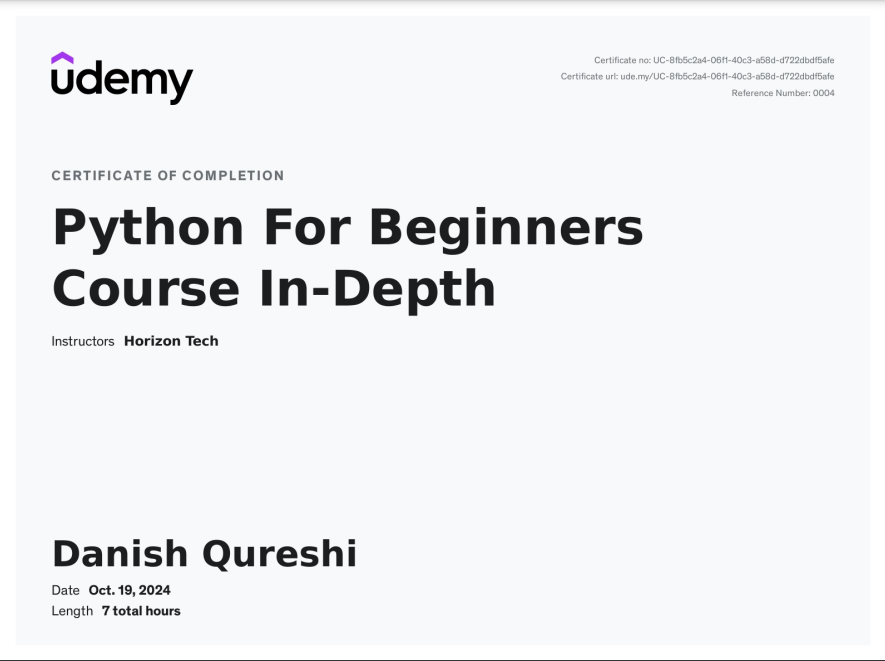 udemy
Certificate no: UC-8fb5c2a4-06f1-40c3-a58d-d722dbdf5afe
Certificate url: ude.my/UC-8fb5c2a4-06f1-40c3-a58d-d722dbdf5afe
Reference Number: 0004
CERTIFICATE OF COMPLETION
Python For Beginners
Course In-Depth
Instructors Horizon Tech
Danish Qureshi
Date Oct. 19, 2024
Length 7 total hours